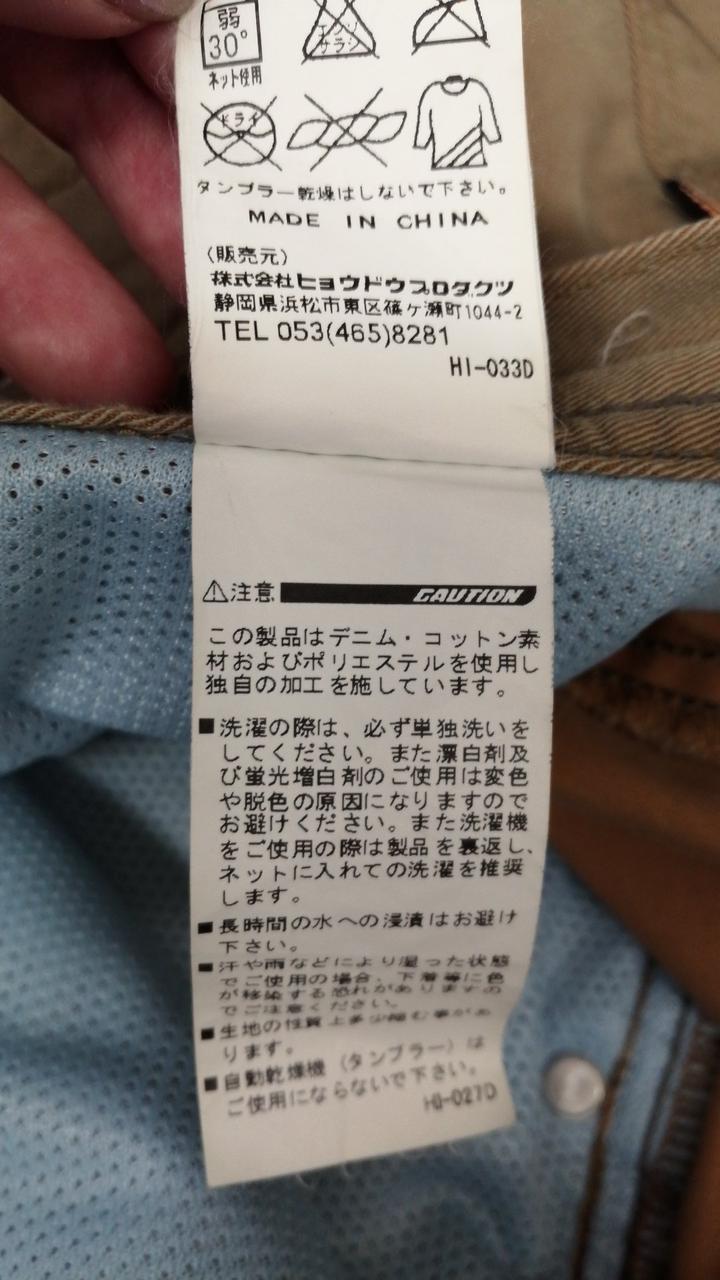 弱
30°
エンソ
サラシ
ネット使用
ドライ
タンブラー乾燥はしないで下さい。
MADE IN CHINA
(販売元)
株式会社ヒョウドウプロダクツ
静岡県浜松市東区篠ヶ瀬町1044-2
TEL 053(465)8281
HI-033D
⚠注意 CAUTION
この製品はデニム・コットン素
材およびポリエステルを使用し
独自の加工を施しています。
■洗濯の際は、必ず単独洗いを
してください。また漂白剤及
び蛍光増白剤のご使用は変色
や脱色の原因になりますので
お避けください。また洗濯機
をご使用の際は製品を裏返し、
ネットに入れての洗濯を推奨
します。
■長時間の水への浸漬はお避け
下さい。
■汗や雨などにより湿った状態
でご使用の場合、下着等に色
が移染する恐れがありますの
でご注意ください。
■生地の性質上多少縮む事があ
ります。
■自動乾燥機(タンブラー)は
ご使用にならないで下さい。
HI-027D